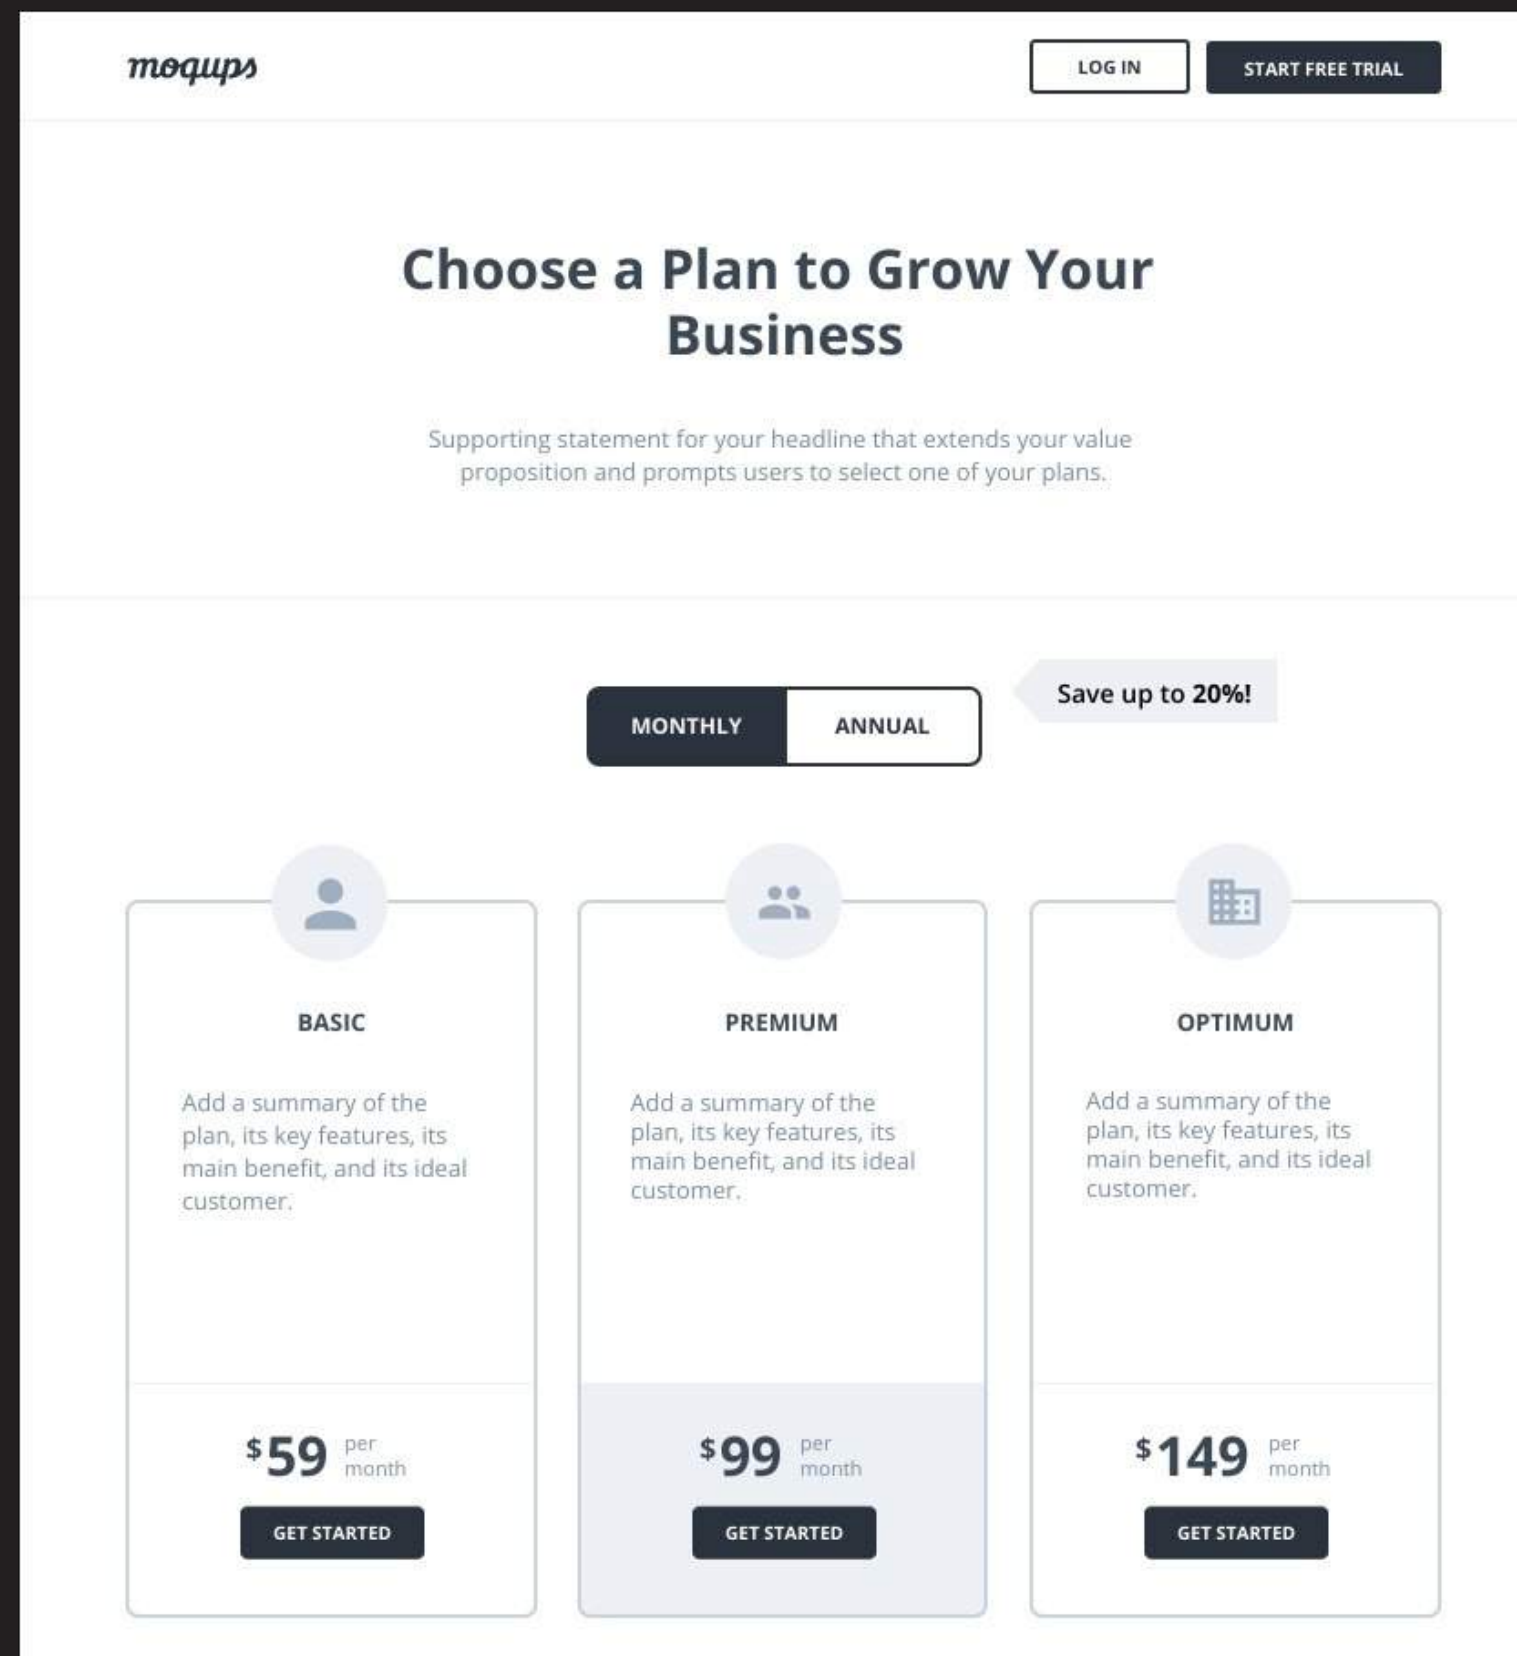 moqups
LOG IN
START FREE TRIAL
Choose a Plan to Grow Your
Business
Supporting statement for your headline that extends your value
proposition and prompts users to select one of your plans.
MONTHLY
ANNUAL
Save up to 20%!
BASIC
Add a summary of the
plan, its key features, its
main benefit, and its ideal
customer.
$59 per
month
GET STARTED
PREMIUM
Add a summary of the
plan, its key features, its
main benefit, and its ideal
customer.
$99 per
month
GET STARTED
OPTIMUM
Add a summary of the
plan, its key features, its
main benefit, and its ideal
customer.
$149 per
month
GET STARTED